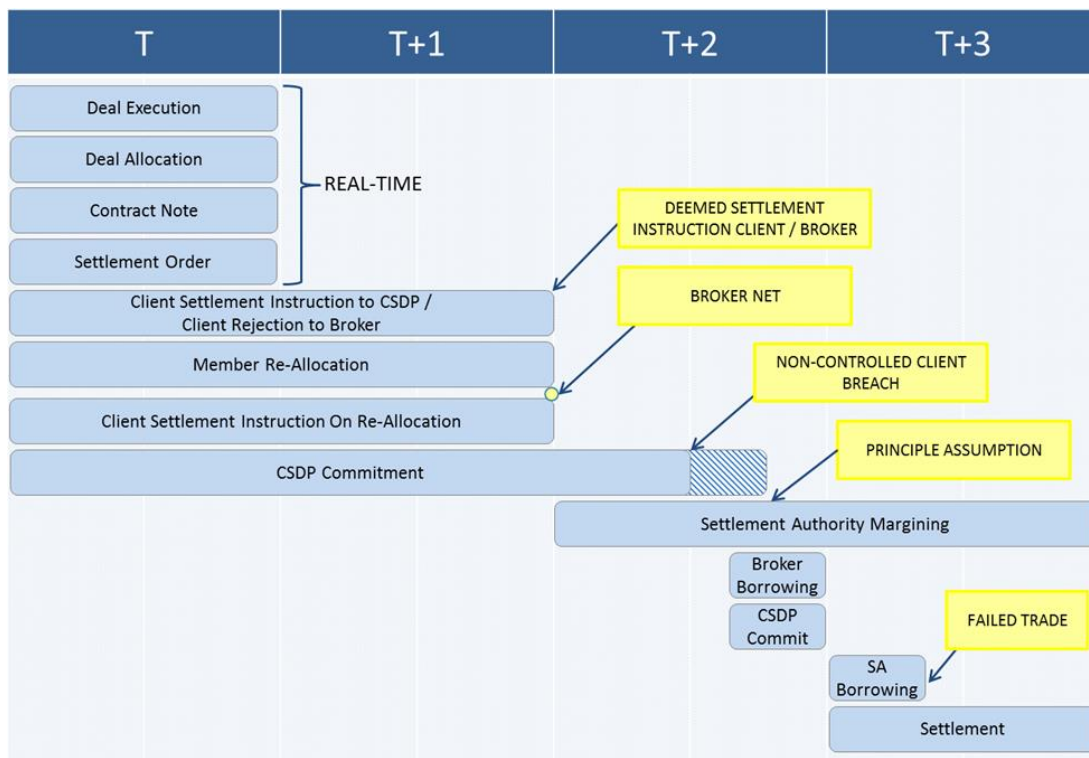 T
T+1
T+2
T+3
Deal Execution
Deal Allocation
Contract Note
Settlement Order
REAL-TIME
DEEMED SETTLEMENT
INSTRUCTION CLIENT / BROKER
Client Settlement Instruction to CSDP /
Client Rejection to Broker
BROKER NET
Member Re-Allocation
NON-CONTROLLED CLIENT
BREACH
Client Settlement Instruction On Re-Allocation
PRINCIPLE ASSUMPTION
CSDP Commitment
Settlement Authority Margining
Broker
Borrowing
CSDP
Commit
FAILED TRADE
SA
Borrowing
Settlement